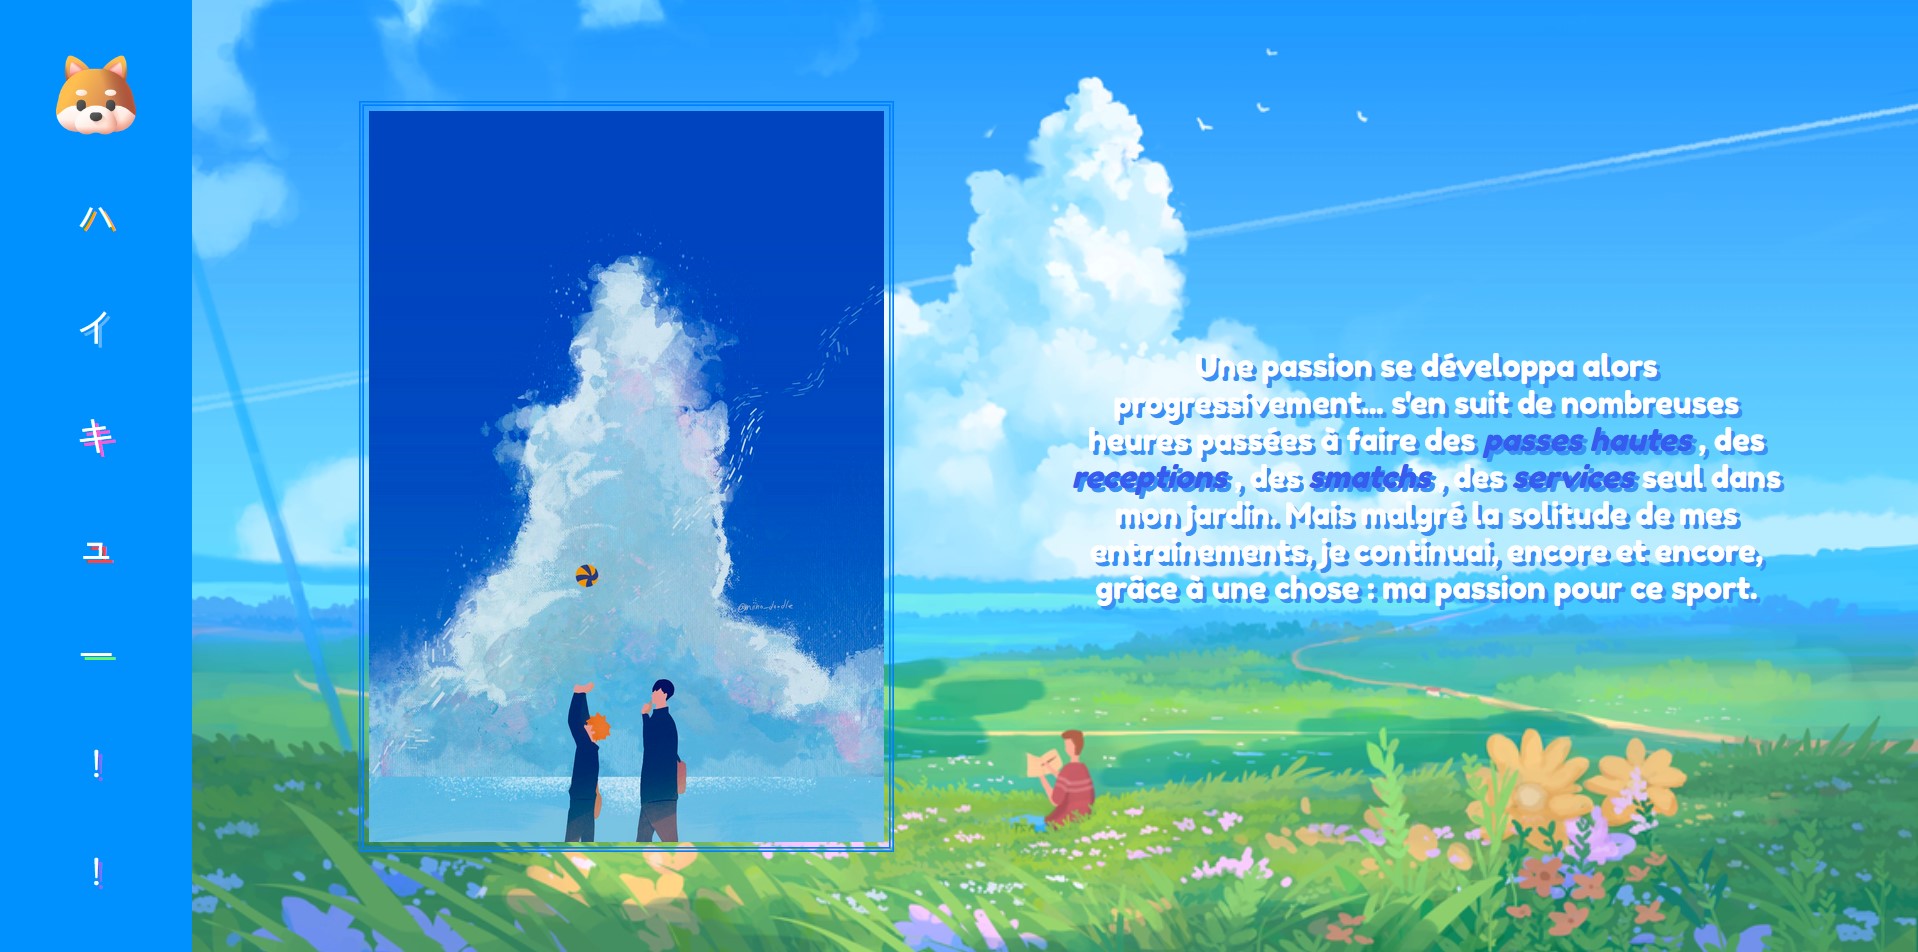 ハ
イ
キ
ュ
ー
!
!
@mona_doodle
Une passion se développa alors
progressivement... s'en suit de nombreuses
heures passées à faire des passes hautes , des
receptions , des smatchs , des services seul dans
mon jardin. Mais malgré la solitude de mes
entrainements, je continuai, encore et encore,
grâce à une chose : ma passion pour ce sport.